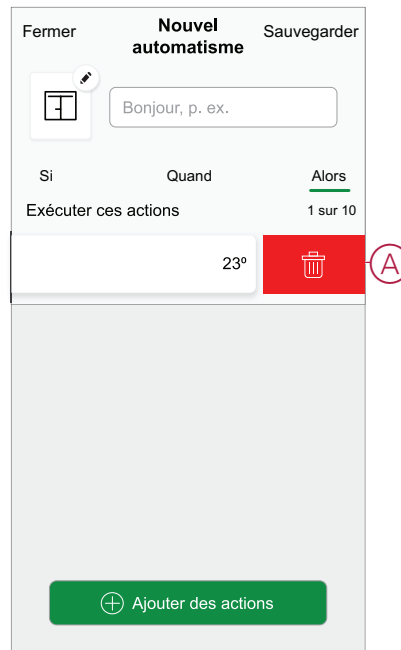 Fermer Nouvel automatisme Sauvegarder
Bonjour, p. ex.
Si Quand Alors
Exécuter ces actions 1 sur 10
23º
A
Ajouter des actions